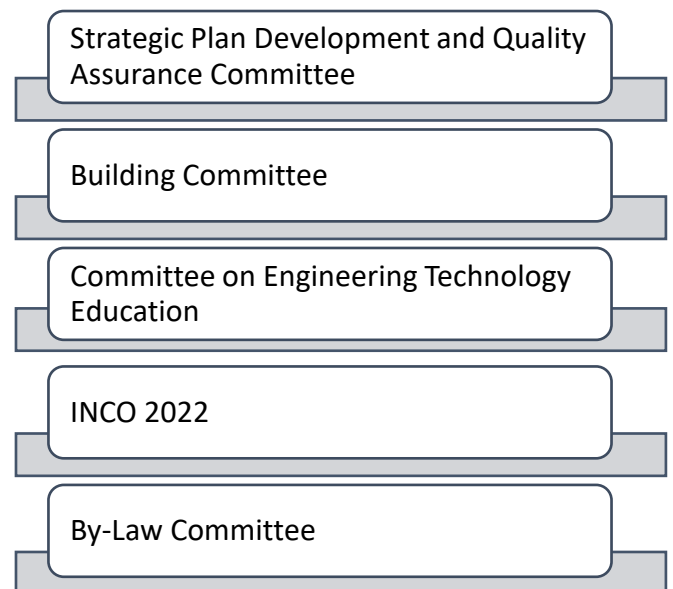 Strategic Plan Development and Quality
Assurance Committee
Building Committee
Committee on Engineering Technology
Education
INCO 2022
By-Law Committee